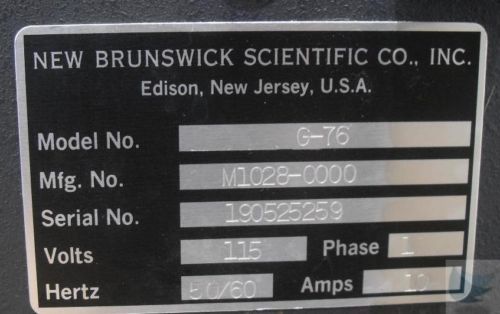 NEW BRUNSWICK SCIENTIFIC CO., INC.
Edison, New Jersey, U.S.A.
Model No. G-76
Mfg. No. M1028-0000
Serial No. 190525259
Volts 115 Phase 1
Hertz 50/60 Amps 10